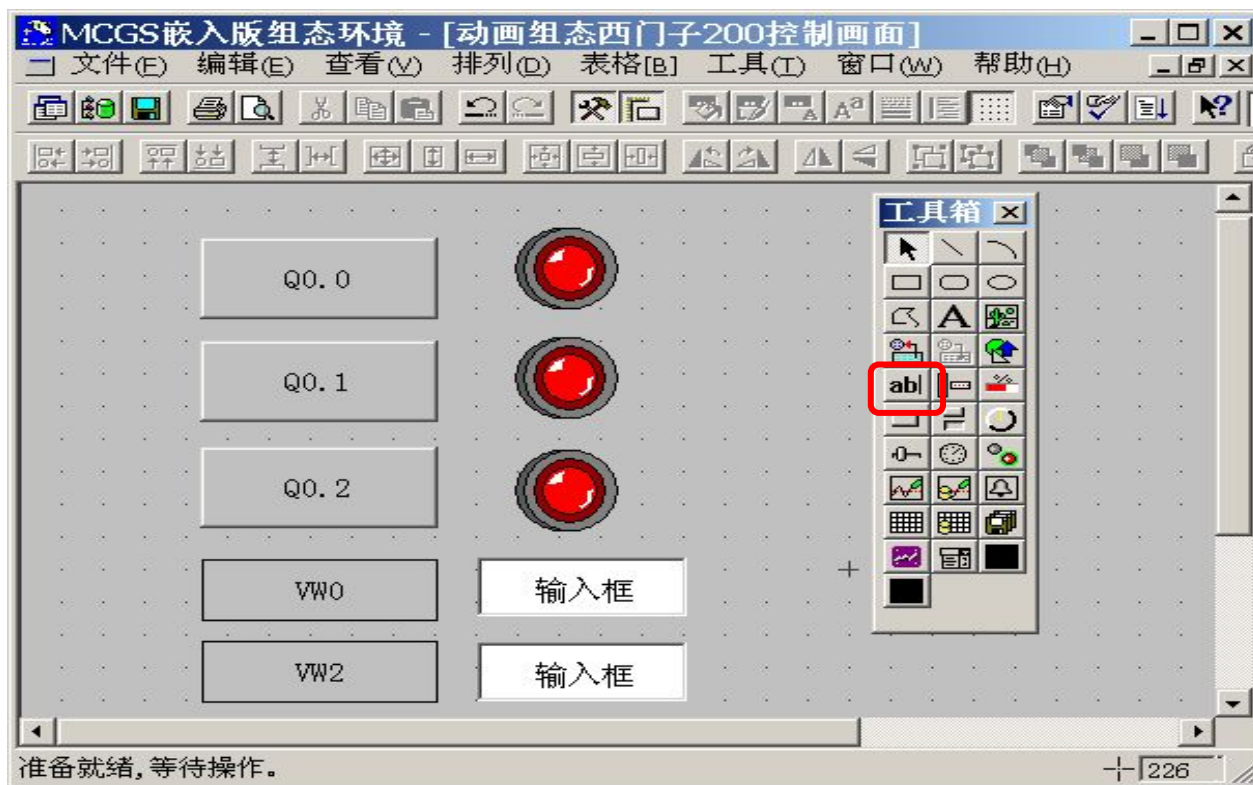 MCGS嵌入版组态环境 - [动画组态西门子200控制画面]
文件(F) 编辑(E) 查看(V) 排列(D) 表格[B] 工具(T) 窗口(W) 帮助(H)
工具箱
Q0.0
A
Q0.1
ab|
Q0.2
VW0 输入框
VW2 输入框
准备就绪,等待操作。
226